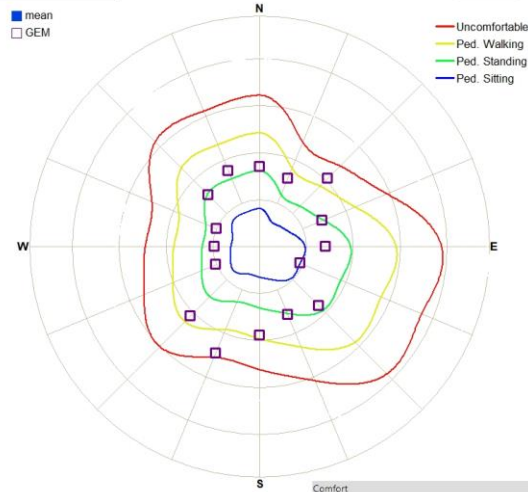 mean
GEM
N
Uncomfortable
Ped. Walking
Ped. Standing
Ped. Sitting
W
E
S
Comfort